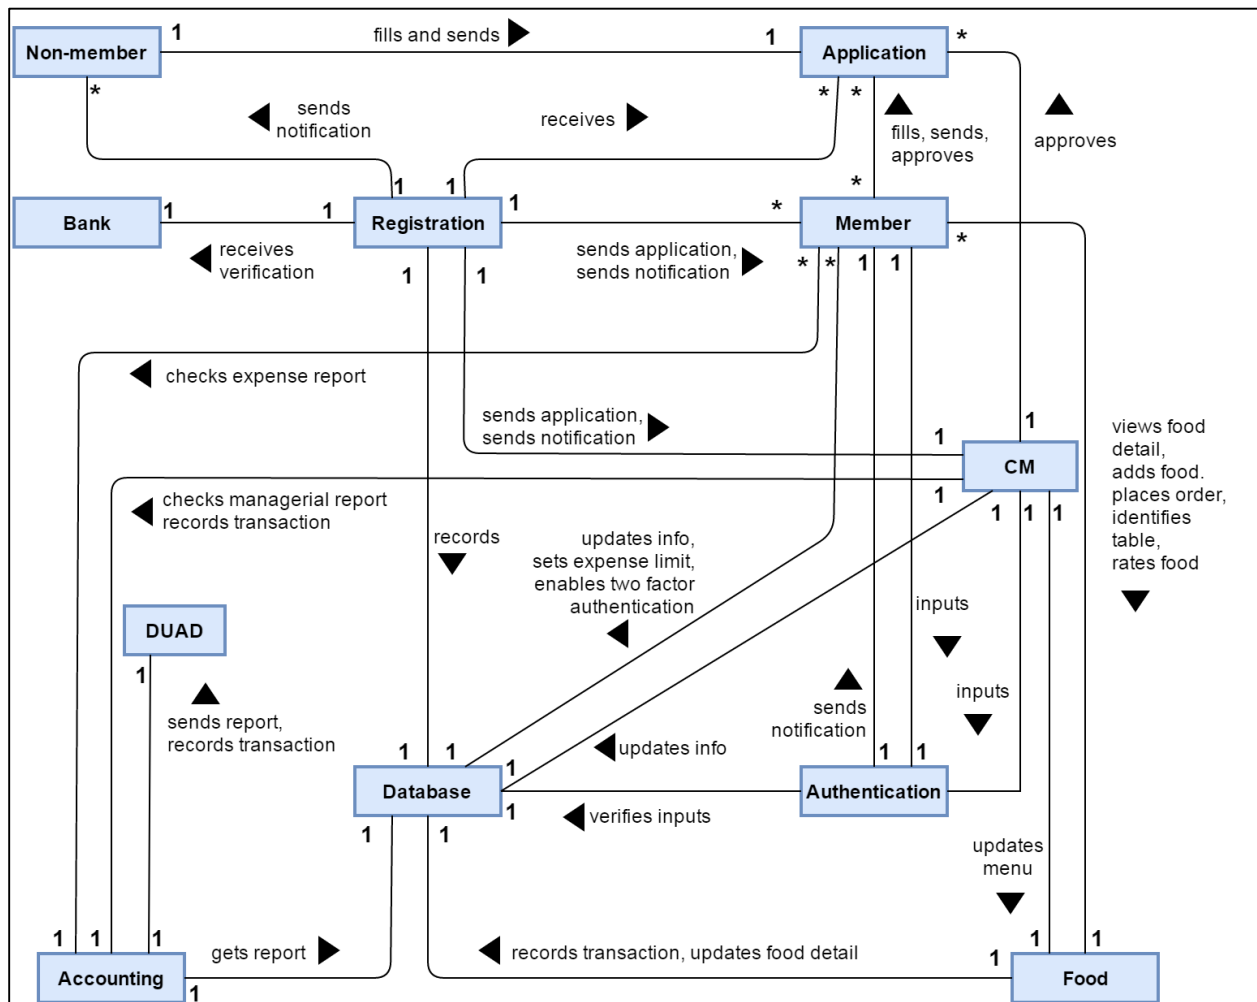 1
fills and sends
1
*
Non-member
Application
*
sends
notification
receives
*
*
fills, sends,
approves
approves
1
1
*
Bank
1
1
Registration
1
*
Member
*
receives
verification
1
1
sends application,
sends notification
*
*
1
1
checks expense report
sends application,
sends notification
1
1
CM
views food
detail,
adds food.
places order,
identifies
table,
rates food
checks managerial report
records transaction
1
1
1
1
records
updates info,
sets expense limit,
enables two factor
authentication
inputs
DUAD
1
sends report,
records transaction
sends
notification
inputs
1
1
1
updates info
1
1
Database
Authentication
1
verifies inputs
1
1
updates
menu
1
1
1
gets report
records transaction, updates food detail
1
1
1
Accounting
1
Food